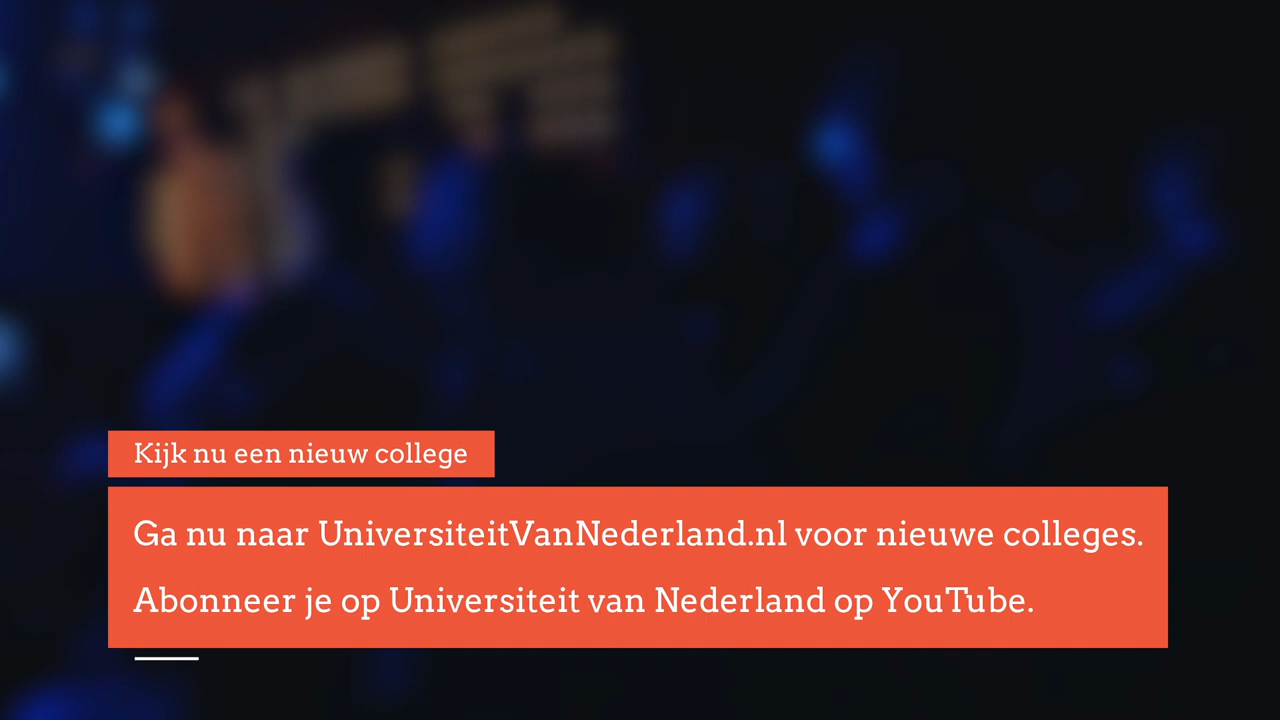 Kijk nu een nieuw college
Ga nu naar UniversiteitVanNederland.nl voor nieuwe colleges.
Abonneer je op Universiteit van Nederland op YouTube.